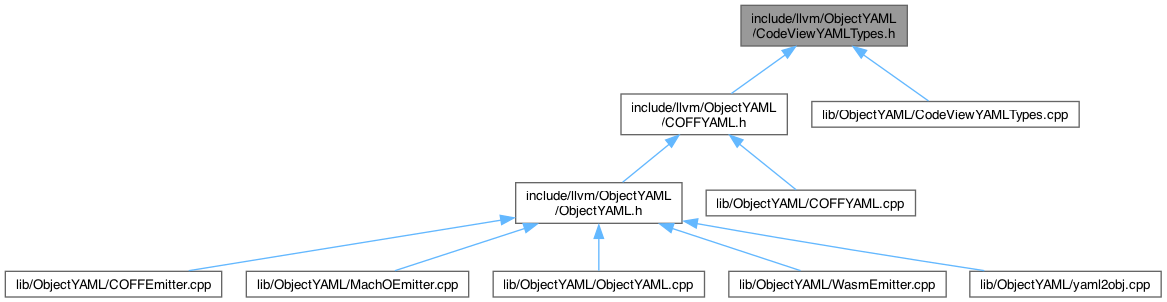 include/llvm/ObjectYAML
/CodeViewYAMLTypes.h
include/llvm/ObjectYAML
/COFFYAML.h
lib/ObjectYAML/CodeViewYAMLTypes.cpp
include/llvm/ObjectYAML
/ObjectYAML.h
lib/ObjectYAML/COFFYAML.cpp
lib/ObjectYAML/COFFEmitter.cpp
lib/ObjectYAML/MachOEmitter.cpp
lib/ObjectYAML/ObjectYAML.cpp
lib/ObjectYAML/WasmEmitter.cpp
lib/ObjectYAML/yaml2obj.cpp